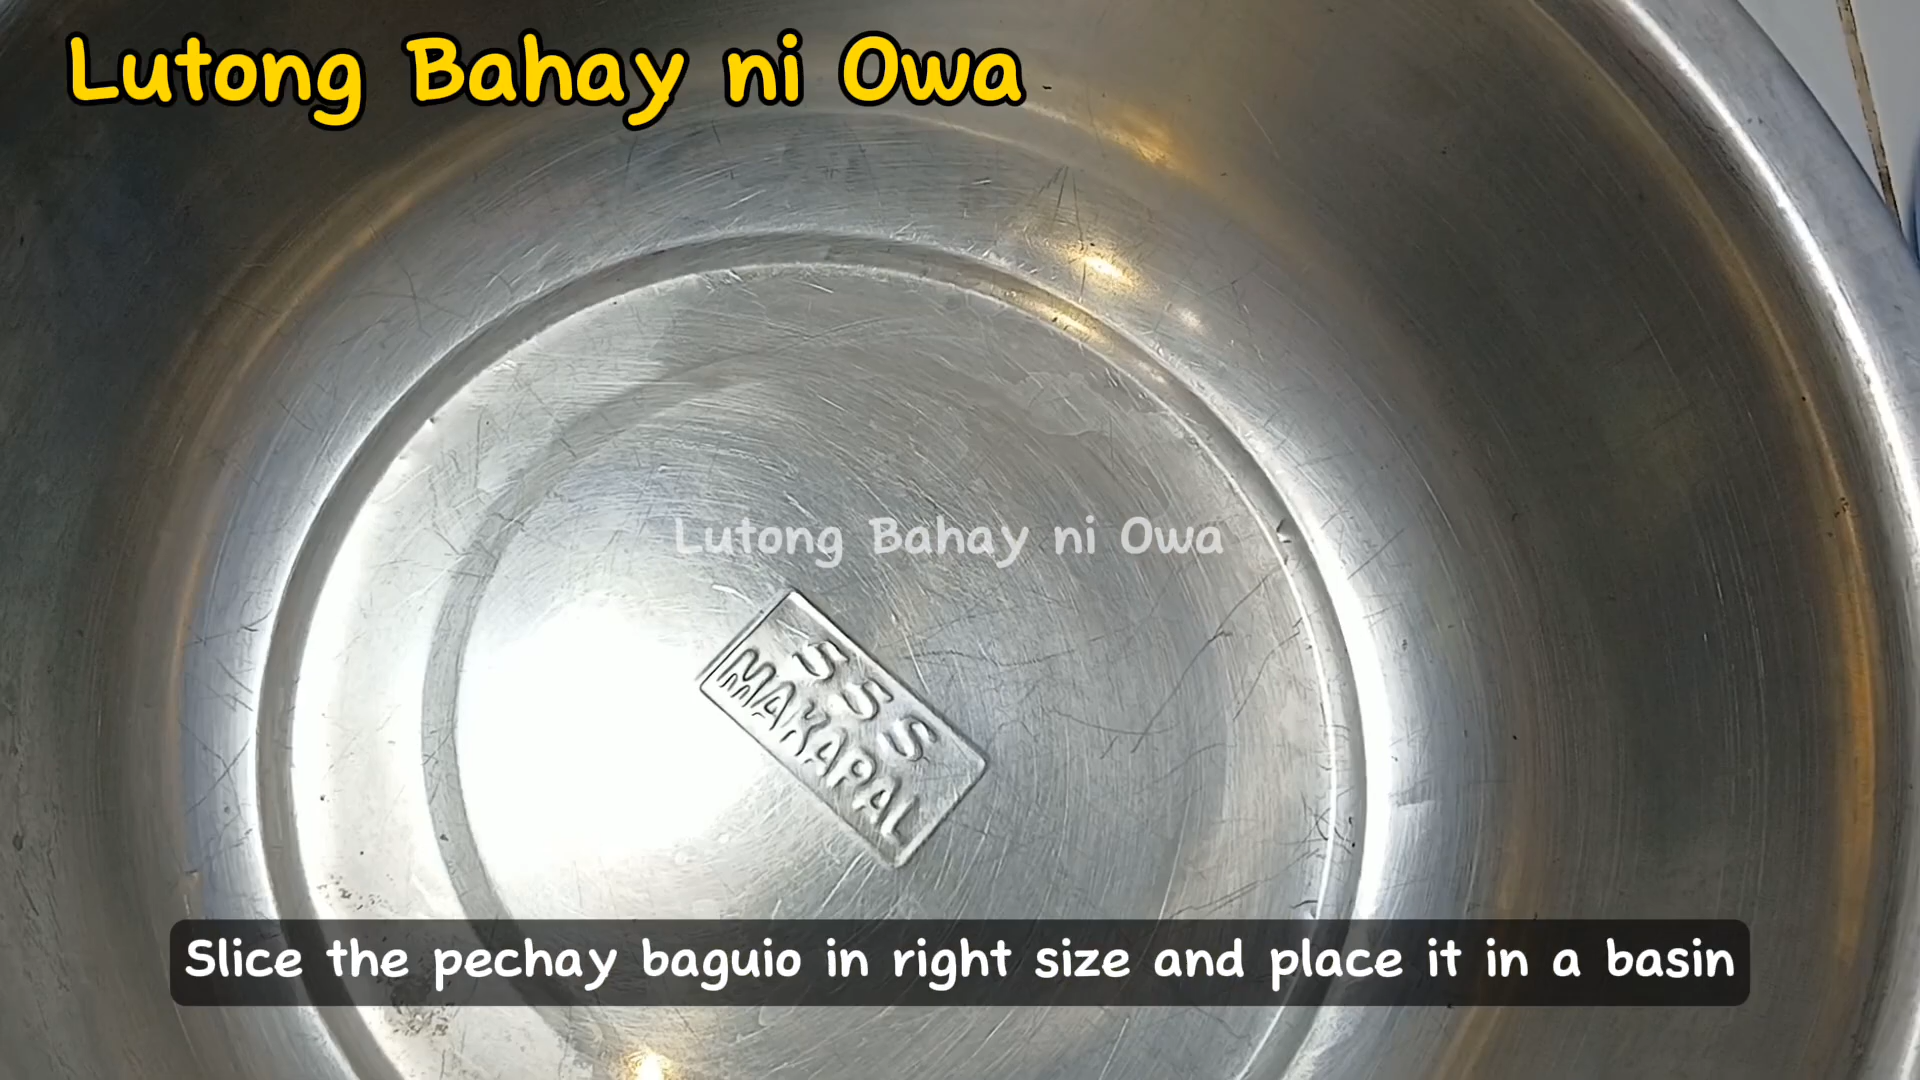 Lutong Bahay ni Owa
Lutong Bahay ni Owa
SSS
MAKAPAL
Slice the pechay baguio in right size and place it in a basin